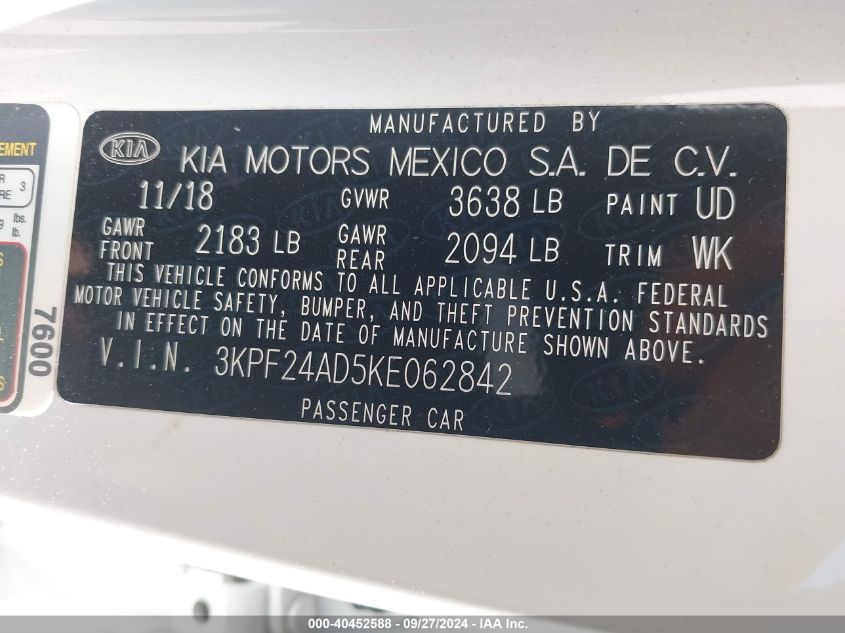 MANUFACTURED BY
KIA KIA MOTORS MEXICO S.A. DE C.V.
11/18 GVWR 3638 LB PAINT UD
GAWR FRONT 2183 LB GAWR REAR 2094 LB TRIM WK
THIS VEHICLE CONFORMS TO ALL APPLICABLE U.S.A. FEDERAL
MOTOR VEHICLE SAFETY, BUMPER, AND THEFT PREVENTION STANDARDS
IN EFFECT ON THE DATE OF MANUFACTURE SHOWN ABOVE.
V.I.N. 3KPF24AD5KE062842
PASSENGER CAR
EMENT
3
lbs.
lb.
7600
000-40452588 - 09/27/2024 - IAA Inc.